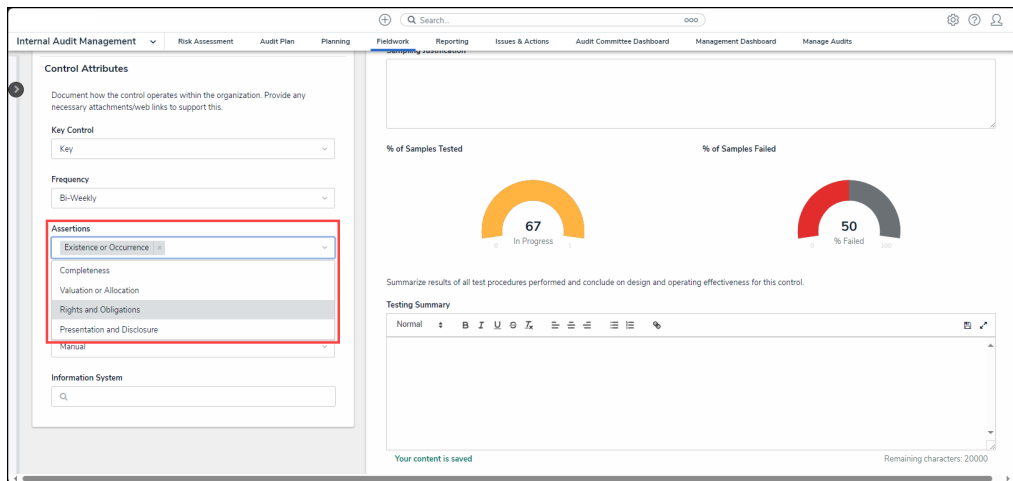 Search...
Internal Audit Management
Risk Assessment
Audit Plan
Planning
Fieldwork
Reporting
Issues & Actions
Audit Committee Dashboard
Management Dashboard
Manage Audits
Control Attributes
Document how the control operates within the organization. Provide any
necessary attachments/web links to support this.
Key Control
Key
Frequency
Bi-Weekly
Assertions
Existence or Occurrence ×
Completeness
Valuation or Allocation
Rights and Obligations
Presentation and Disclosure
Manual
Information System
Sampling Justification
% of Samples Tested
% of Samples Failed
67
In Progress
0
1
50
% Failed
0
100
Summarize results of all test procedures performed and conclude on design and operating effectiveness for this control.
Testing Summary
Normal
Your content is saved
Remaining characters: 20000